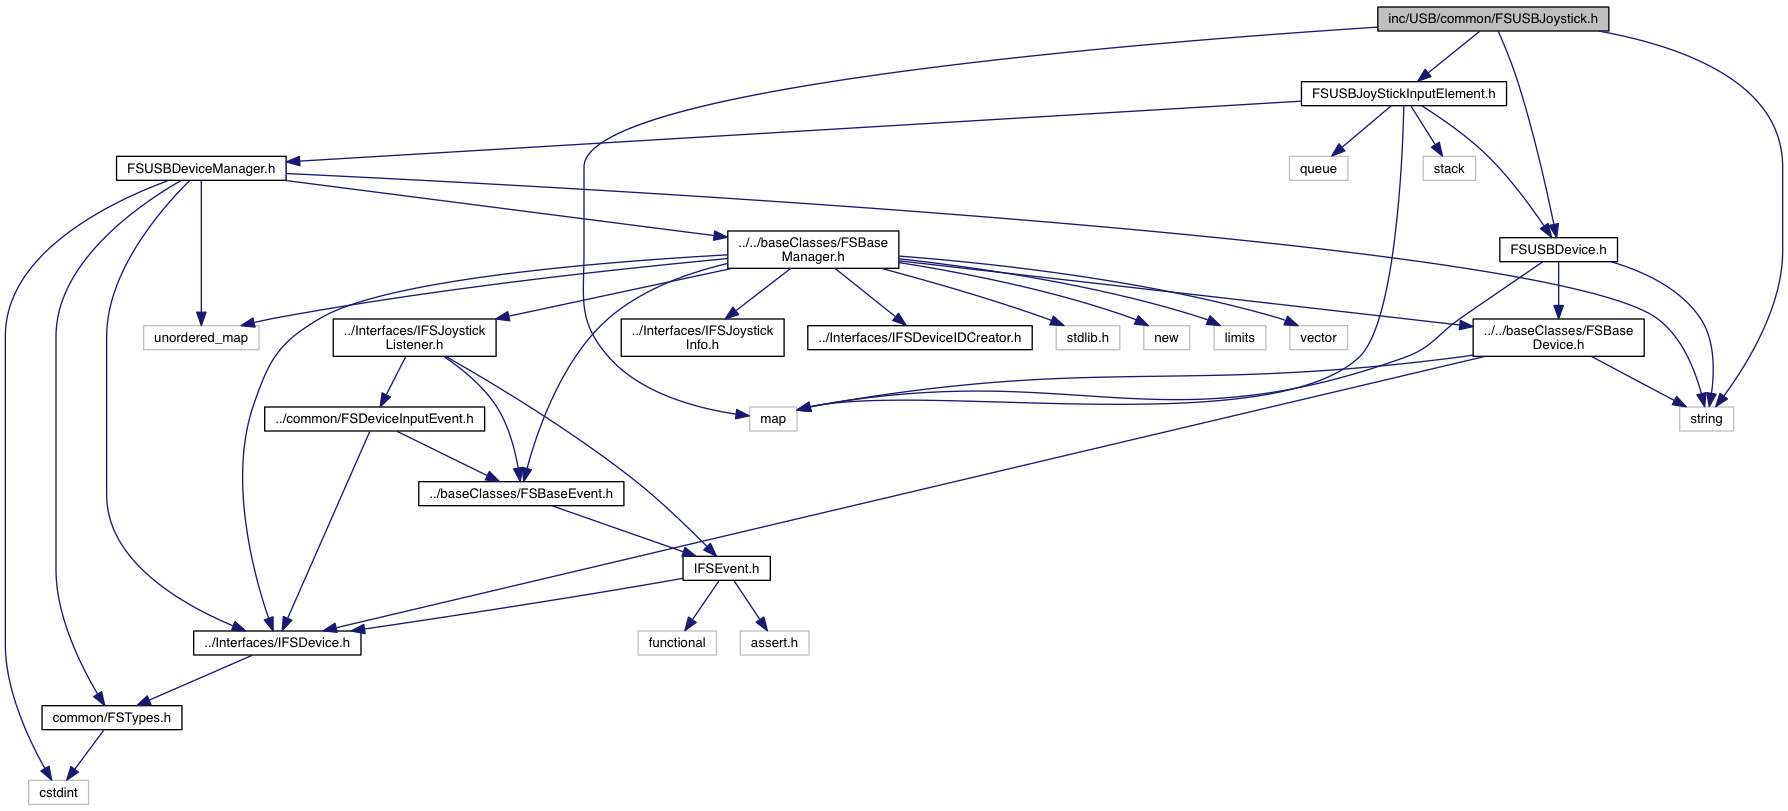 inc/USB/common/FSUSBJoystick.h
FSUSBJoyStickInputElement.h
FSUSBDeviceManager.h
queue
stack
../../baseClasses/FSBase
Manager.h
FSUSBDevice.h
unordered_map
../Interfaces/IFSJoystick
Listener.h
../Interfaces/IFSJoystick
Info.h
../Interfaces/IFSDeviceIDCreator.h
stdlib.h
new
limits
vector
../../baseClasses/FSBase
Device.h
../common/FSDeviceInputEvent.h
map
string
../baseClasses/FSBaseEvent.h
IFSEvent.h
../Interfaces/IFSDevice.h
functional
assert.h
common/FSTypes.h
cstdint